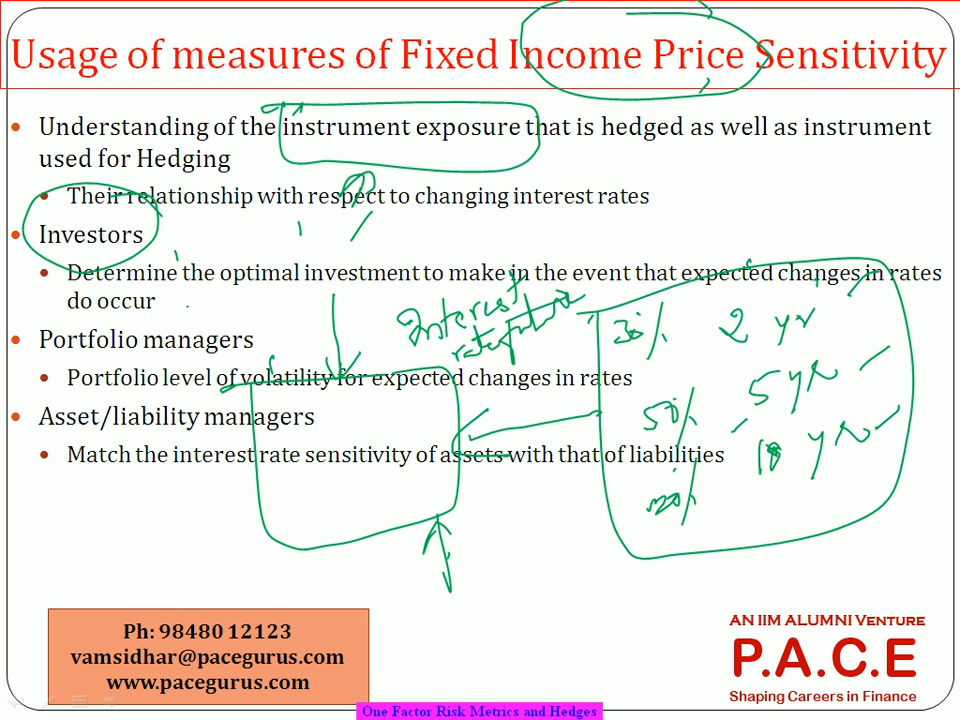 Usage of measures of Fixed Income Price Sensitivity
Understanding of the instrument exposure that is hedged as well as instrument
used for Hedging
Their relationship with respect to changing interest rates
Investors
Determine the optimal investment to make in the event that expected changes in rates
do occur
Interest
30% 2 yr
Portfolio managers
Portfolio level of volatility for expected changes in rates
5 yr
50%
Asset/liability managers
10 yr
Match the interest rate sensitivity of assets with that of liabilities
20%
Ph: 98480 12123
vamsidhar@pacegurus.com
www.pacegurus.com
AN IIM ALUMNI VENTURE
P.A.C.E
Shaping Careers in Finance
One Factor Risk Metrics and Hedges